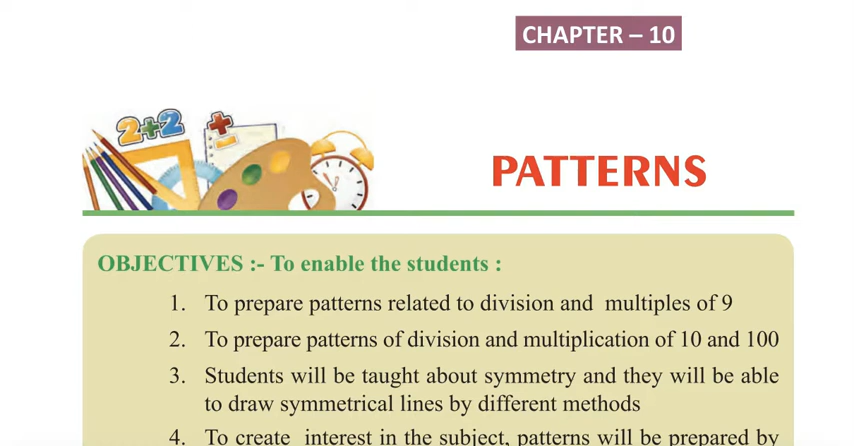 CHAPTER – 10
2+2
PATTERNS
OBJECTIVES :- To enable the students :
1. To prepare patterns related to division and multiples of 9
2. To prepare patterns of division and multiplication of 10 and 100
3. Students will be taught about symmetry and they will be able
to draw symmetrical lines by different methods
4. To create interest in the subject, patterns will be prepared by